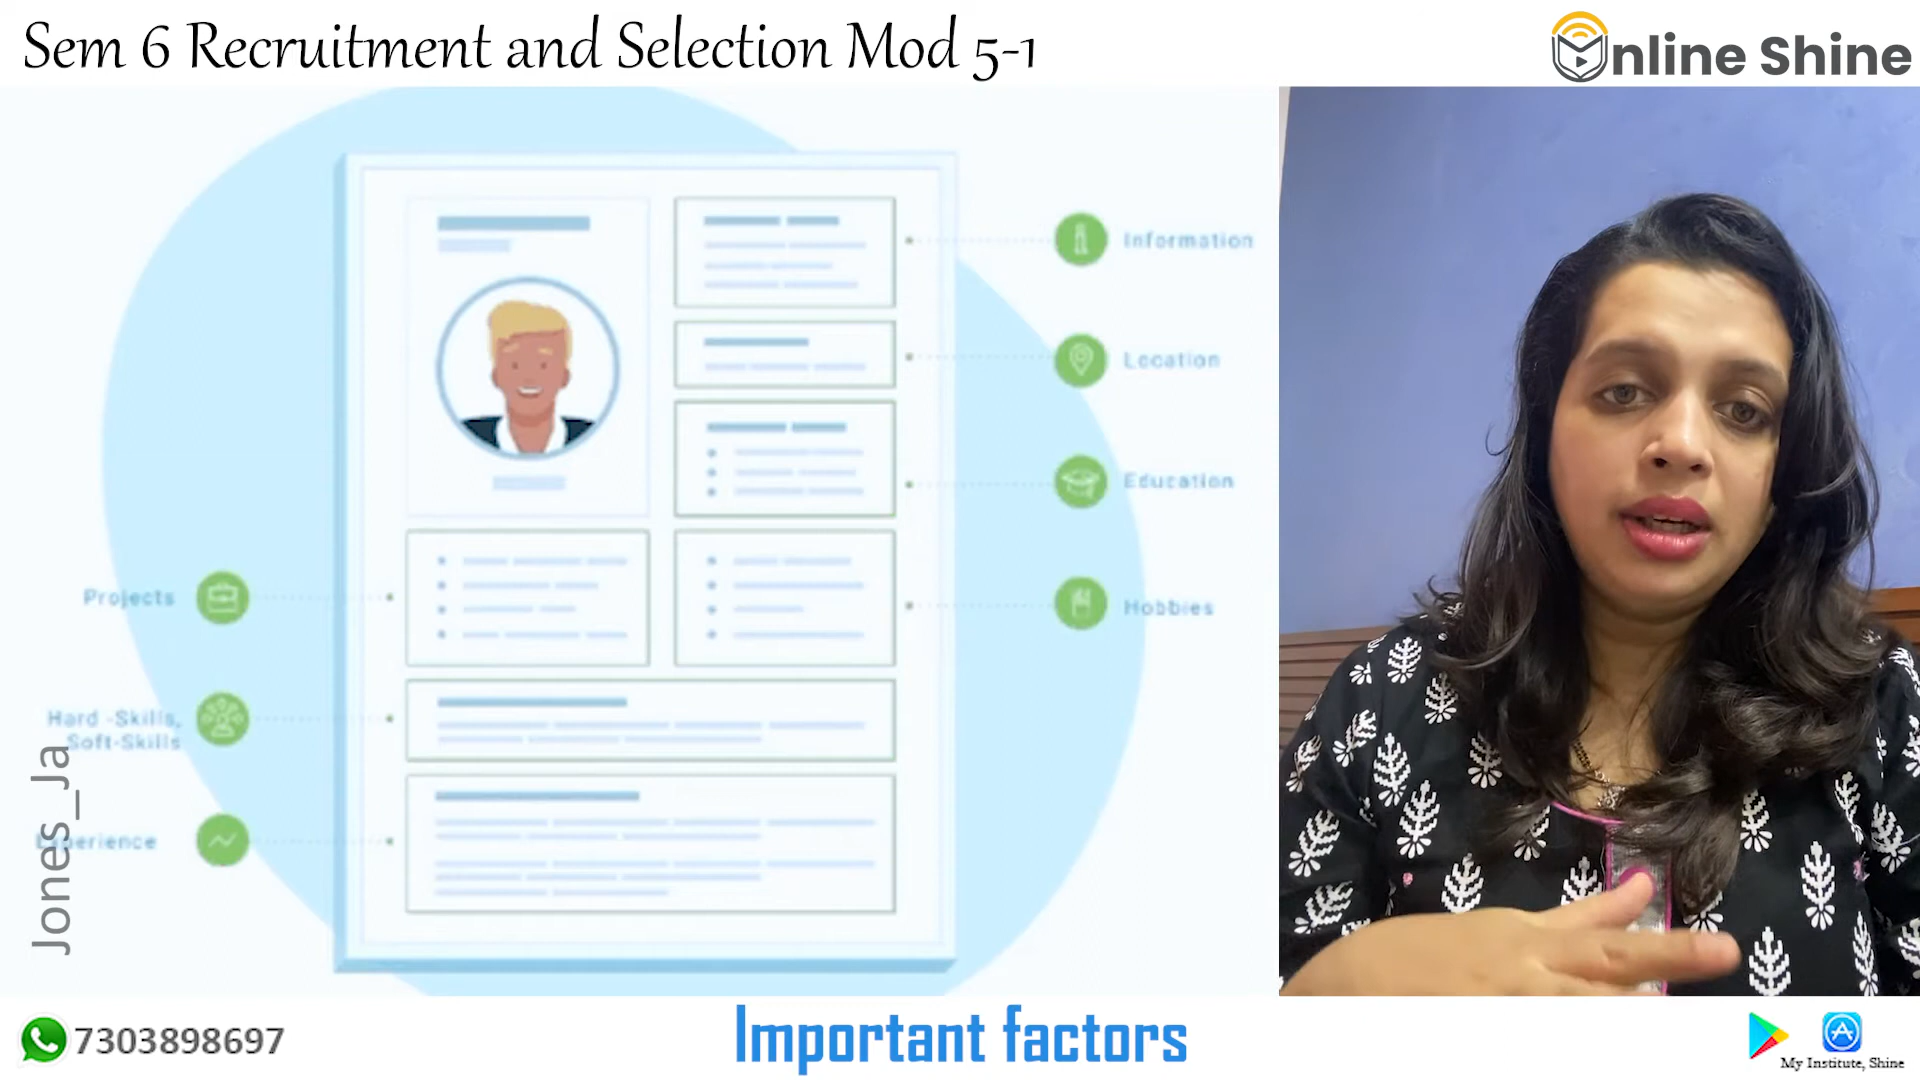 Sem 6 Recruitment and Selection Mod 5-1
nline Shine
Information
Location
Education
Hobbies
Projects
Hard -Skills,
Soft-Skills
Experience
Jones_Ja
7303898697
Important factors
My Institute, Shine